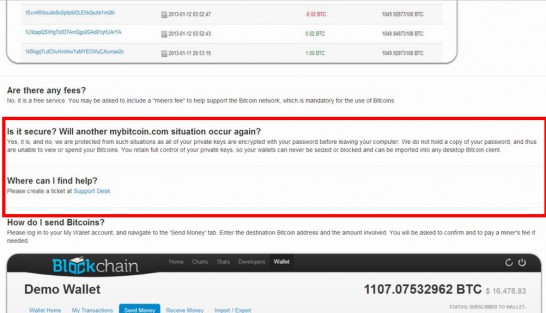 2013-01-12 03:52:47 -0.02 BTC 1049.92973108 BTC
2013-01-12 03:52:43 0.02 BTC 1049.94973108 BTC
2013-01-11 20:53:19 1.00 BTC 1049.92973108 BTC
Are there any fees?
No, it is a free service. You may be asked to include a "miners fee" to help support the Bitcoin network, which is mandatory for the use of Bitcoins.
Is it secure? Will another mybitcoin.com situation occur again?
Yes, it is, and no, we are protected from such situations as all of your private keys are encrypted with your password before leaving your computer. We do not hold a copy of your password, and thus
are unable to view or spend your Bitcoins. You retain full control of your private keys, so your wallets can never be seized or blocked and can be imported into any desktop Bitcoin client.
Where can I find help?
Please create a ticket at Support Desk
How do I send Bitcoins?
Please log in to your My Wallet account, and navigate to the 'Send Money' tab. Enter the destination Bitcoin address and the amount involved. You will be asked to confirm and to pay a miner's fee if
needed.
Blockchain Home Charts Stats Developers Wallet
Demo Wallet 1107.07532962 BTC $ 16,478.83
STATUS: SUBSCRIBED TO WALLET.
Wallet Home My Transactions Send Money Receive Money Import / Export